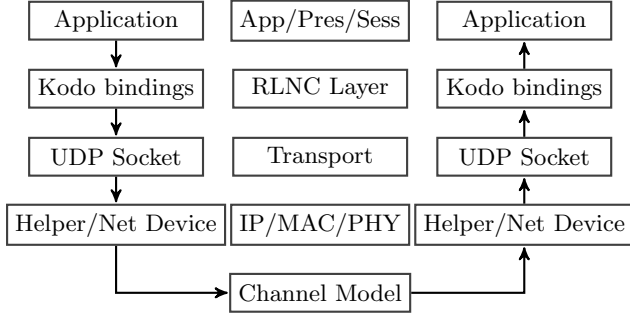 Application App/Pres/Sess Application
Kodo bindings RLNC Layer Kodo bindings
UDP Socket Transport UDP Socket
Helper/Net Device IP/MAC/PHY Helper/Net Device
Channel Model